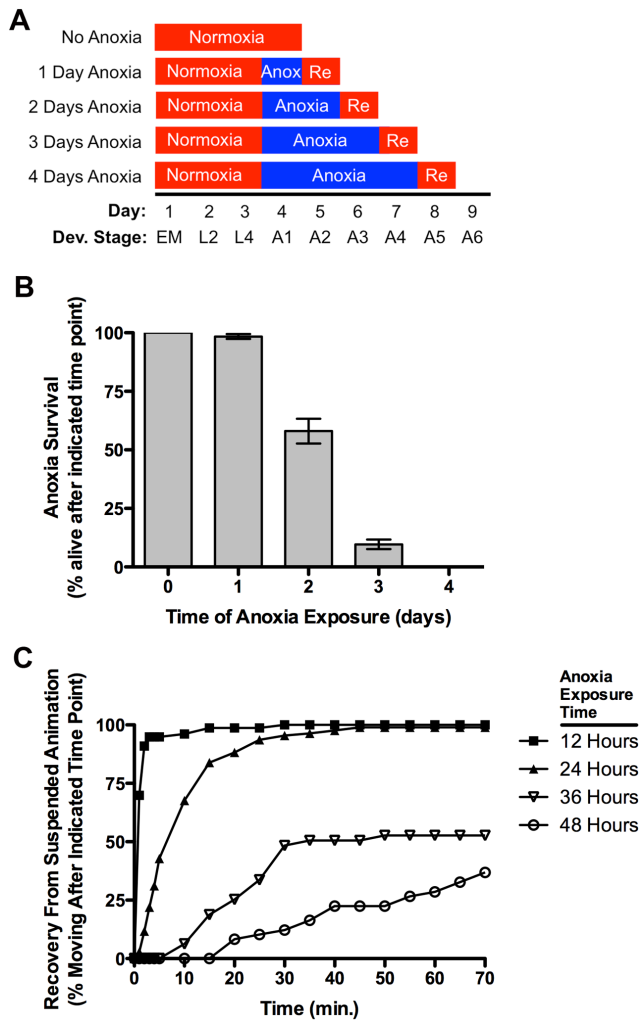 A
No Anoxia Normoxia
1 Day Anoxia Normoxia Anox Re
2 Days Anoxia Normoxia Anoxia Re
3 Days Anoxia Normoxia Anoxia Re
4 Days Anoxia Normoxia Anoxia Re
Day: 1 2 3 4 5 6 7 8 9
Dev. Stage: EM L2 L4 A1 A2 A3 A4 A5 A6
B
Anoxia Survival
(% alive after indicated time point)
100
75
50
25
0
0 1 2 3 4
Time of Anoxia Exposure (days)
C
Recovery From Suspended Animation
(% Moving After Indicated Time Point)
100
75
50
25
0
0 10 20 30 40 50 60 70
Time (min.)
Anoxia
Exposure
Time
12 Hours
24 Hours
36 Hours
48 Hours